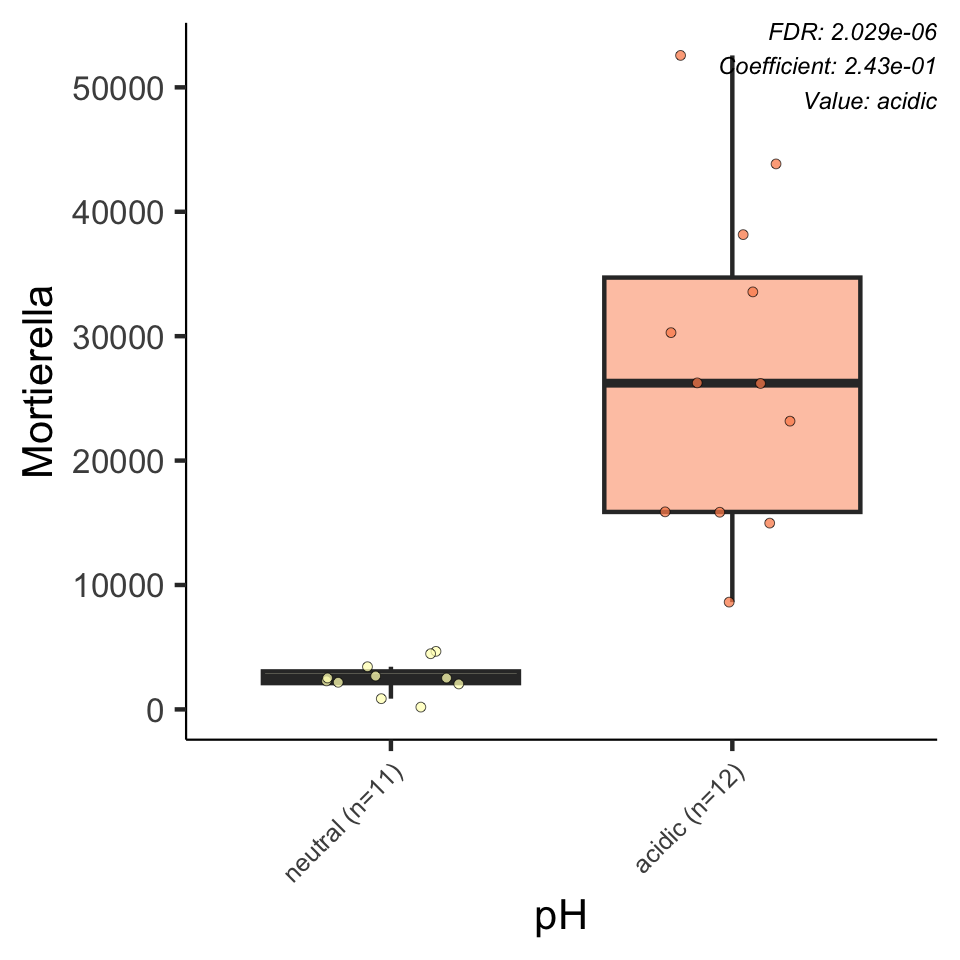 FDR: 2.029e-06
Coefficient: 2.43e-01
Value: acidic
Mortierella
50000
40000
30000
20000
10000
0
neutral (n=11)
acidic (n=12)
pH